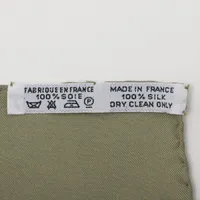 FABRIQUE EN FRANCE
100% SOIE
P
MADE IN FRANCE
100% SILK
DRY CLEAN ONLY